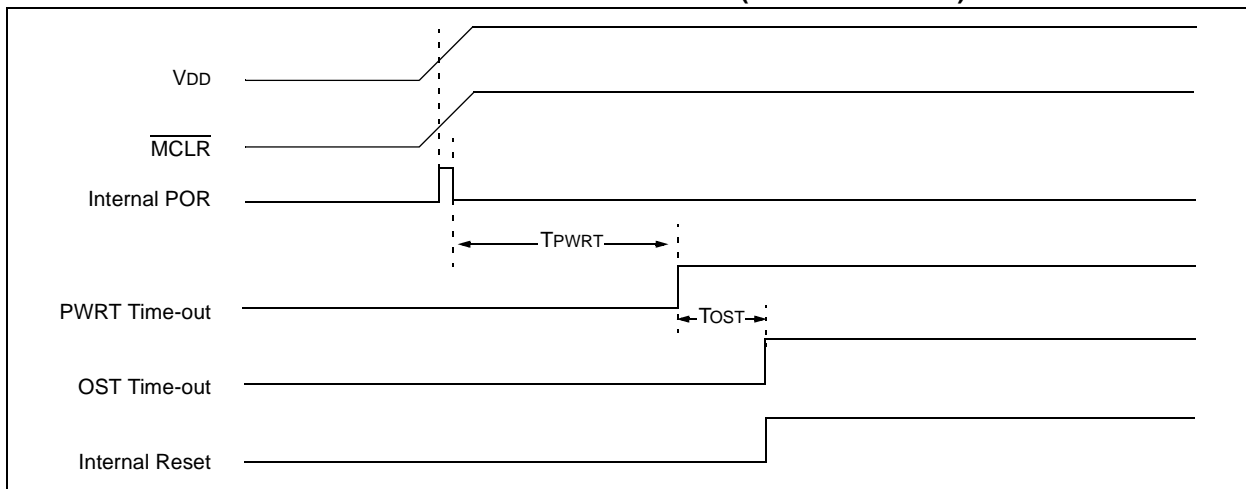 VDD
MCLR
Internal POR
TPWRT
PWRT Time-out
TOST
OST Time-out
Internal Reset